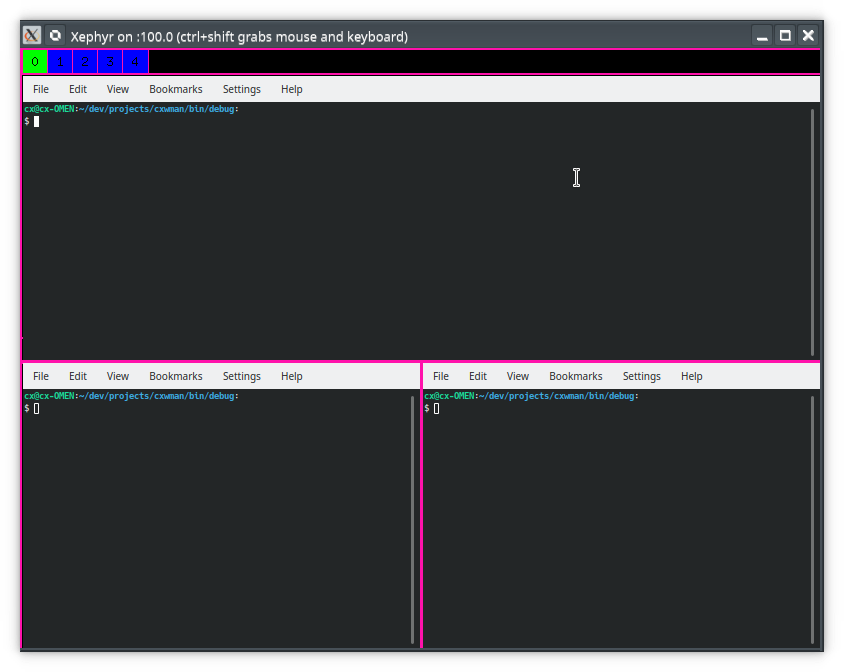 Xephyr on :100.0 (ctrl+shift grabs mouse and keyboard)
0 1 2 3 4
File Edit View Bookmarks Settings Help
cx@cx-OMEN:~/dev/projects/cxwman/bin/debug:
$
File Edit View Bookmarks Settings Help
cx@cx-OMEN:~/dev/projects/cxwman/bin/debug:
$
File Edit View Bookmarks Settings Help
cx@cx-OMEN:~/dev/projects/cxwman/bin/debug:
$